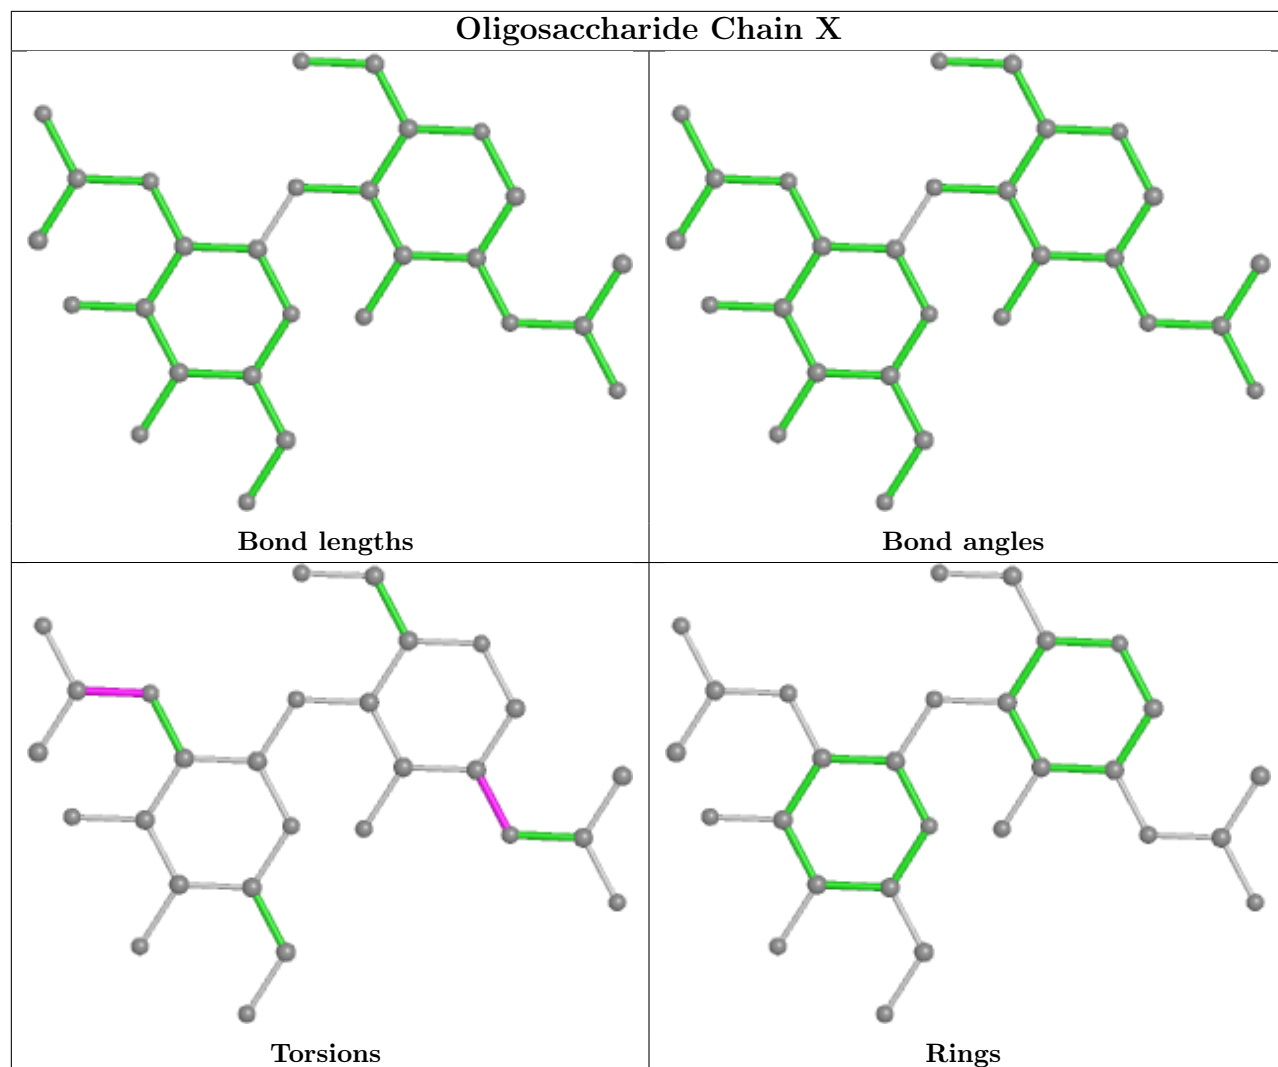 Oligosaccharide Chain X
Bond lengths
Bond angles
Torsions
Rings